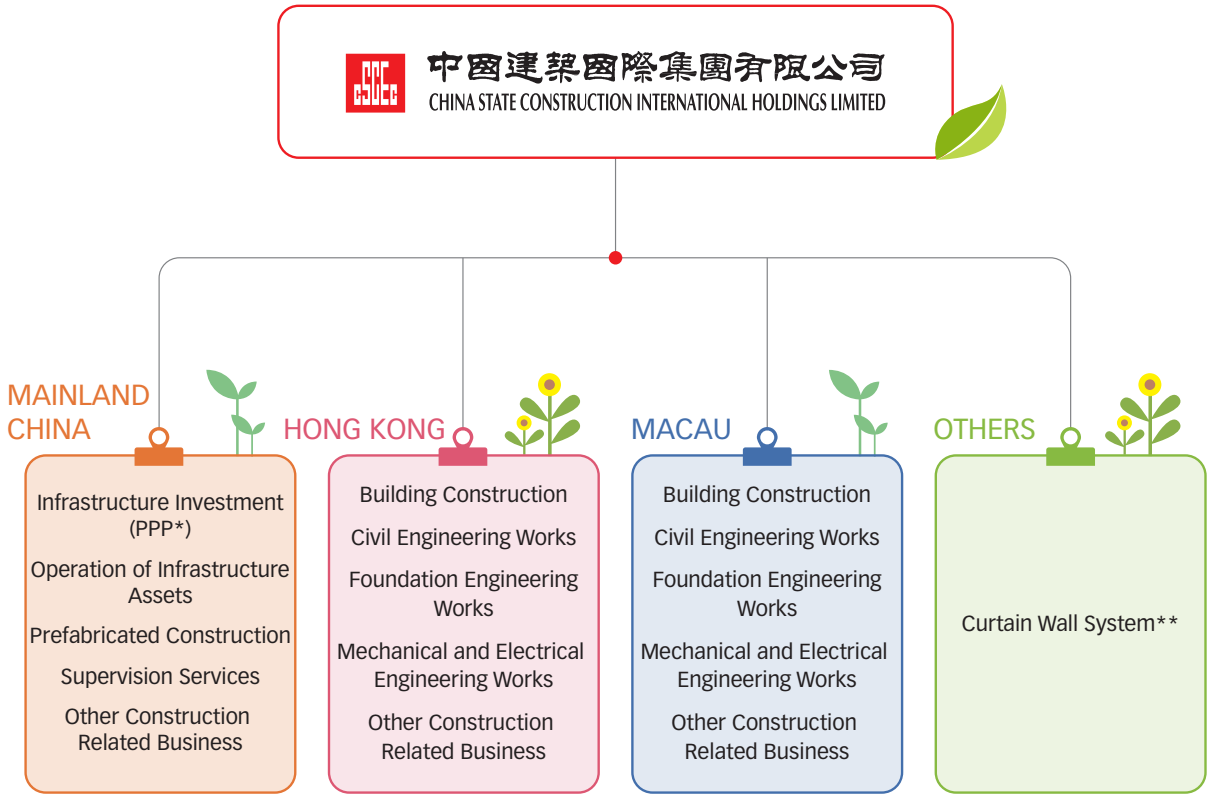 中國建築國際集團有限公司
CHINA STATE CONSTRUCTION INTERNATIONAL HOLDINGS LIMITED
MAINLAND
CHINA
Infrastructure Investment
(PPP*)
Operation of Infrastructure
Assets
Prefabricated Construction
Supervision Services
Other Construction
Related Business
HONG KONG
Building Construction
Civil Engineering Works
Foundation Engineering
Works
Mechanical and Electrical
Engineering Works
Other Construction
Related Business
MACAU
Building Construction
Civil Engineering Works
Foundation Engineering
Works
Mechanical and Electrical
Engineering Works
Other Construction
Related Business
OTHERS
Curtain Wall System**